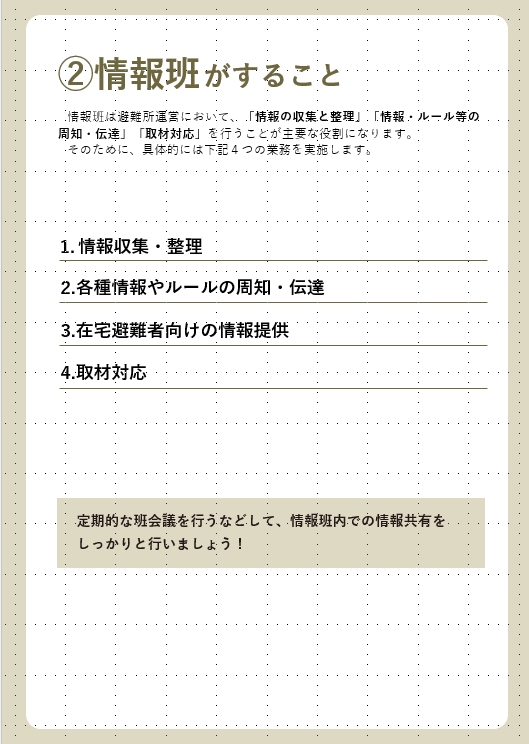 ②情報班がすること
情報班は避難所運営において、「情報の収集と整理」「情報・ルール等の
周知・伝達」「取材対応」を行うことが主要な役割になります。
そのために、具体的には下記４つの業務を実施します。
1. 情報収集・整理
2.各種情報やルールの周知・伝達
3.在宅避難者向けの情報提供
4.取材対応
定期的な班会議を行うなどして、情報班内での情報共有を
しっかりと行いましょう！